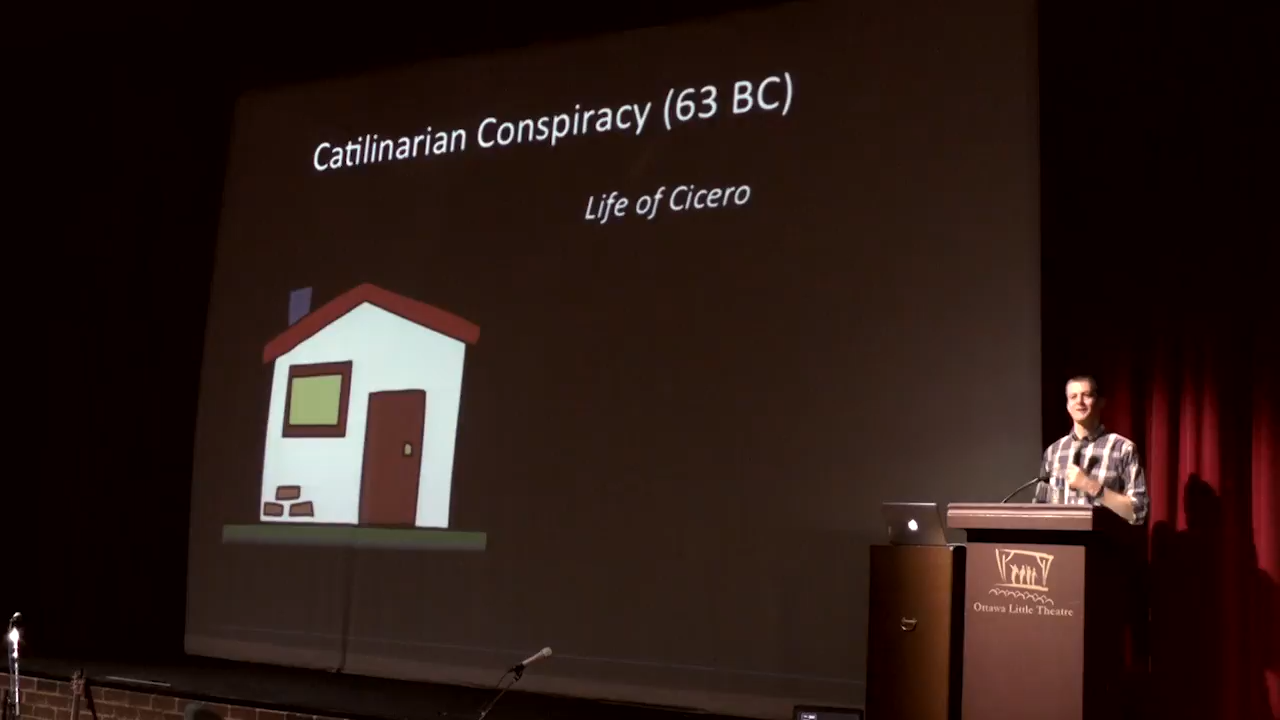 Catilinarian Conspiracy (63 BC)
Life of Cicero
Ottawa Little Theatre